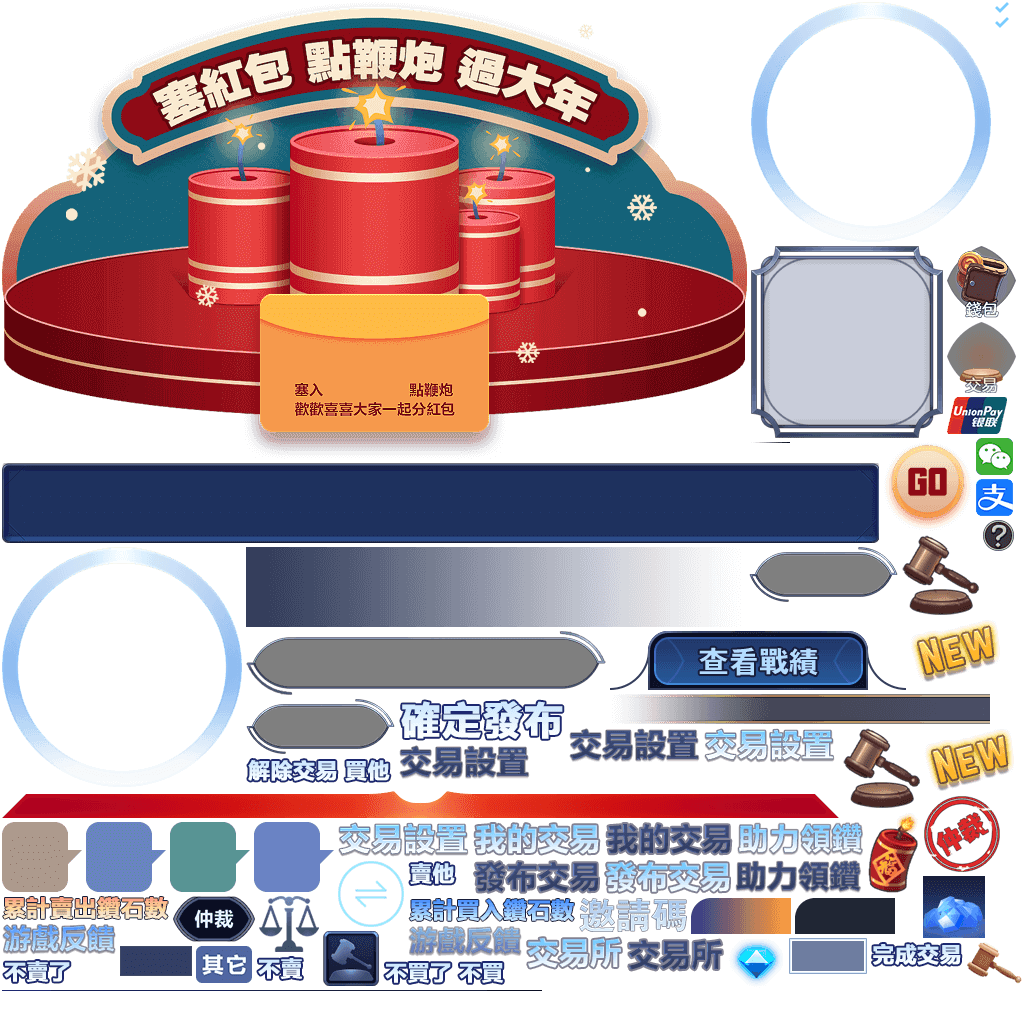 塞紅包 點鞭炮 過大年
塞入 點鞭炮
歡歡喜喜大家一起分紅包
錢包
交易
UnionPay
银联
GO
支
?
NEW
查看戰績
確定發布
交易設置
交易設置
解除交易
買他
交易設置
NEW
交易設置
我的交易
我的交易
助力領鑽
仲裁
福
賣他
發布交易
發布交易
助力領鑽
累計賣出鑽石數
仲裁
累計買入鑽石數
邀請碼
游戲反饋
游戲反饋
交易所
交易所
完成交易
不賣了
其它
不賣
不買了
不買